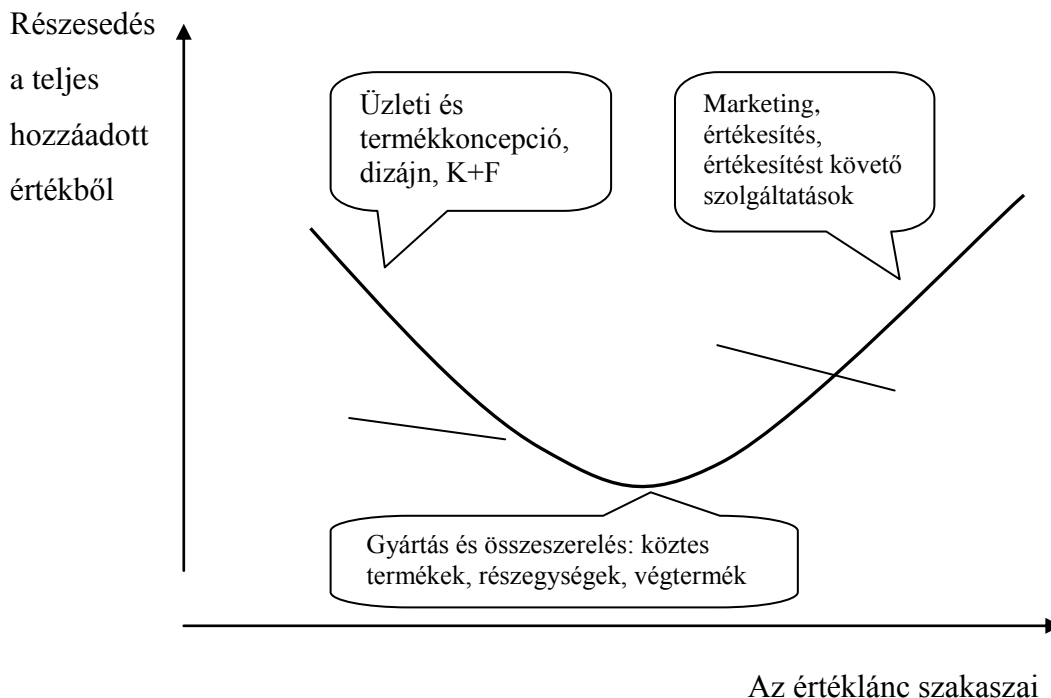 Részesedés
a teljes
hozzáadott
értékből
Üzleti és
termékkoncepció,
dizájn, K+F
Marketing,
értékesítés,
értékesítést követő
szolgáltatások
Gyártás és összeszerelés: köztes
termékek, részegységek, végtermék
Az értéklánc szakaszai